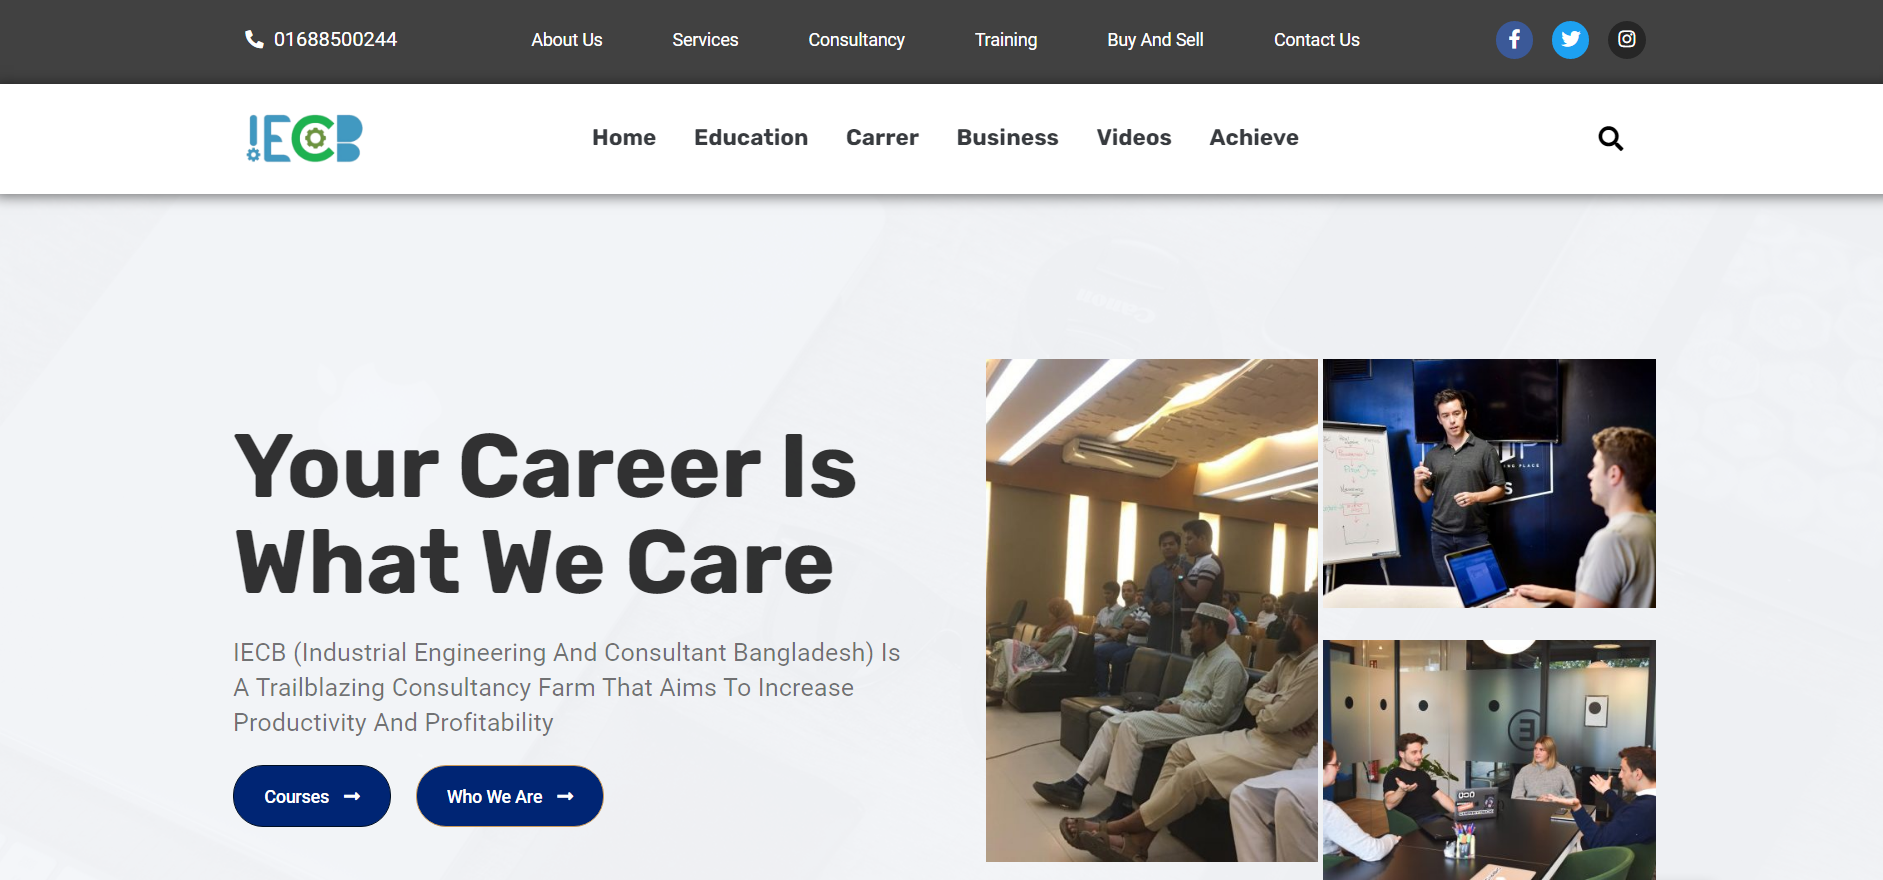 01688500244
About Us
Services
Consultancy
Training
Buy And Sell
Contact Us
IECB
Home
Education
Carrer
Business
Videos
Achieve
Canon
Your Career Is
What We Care
IECB (Industrial Engineering And Consultant Bangladesh) Is
A Trailblazing Consultancy Farm That Aims To Increase
Productivity And Profitability
Courses
Who We Are